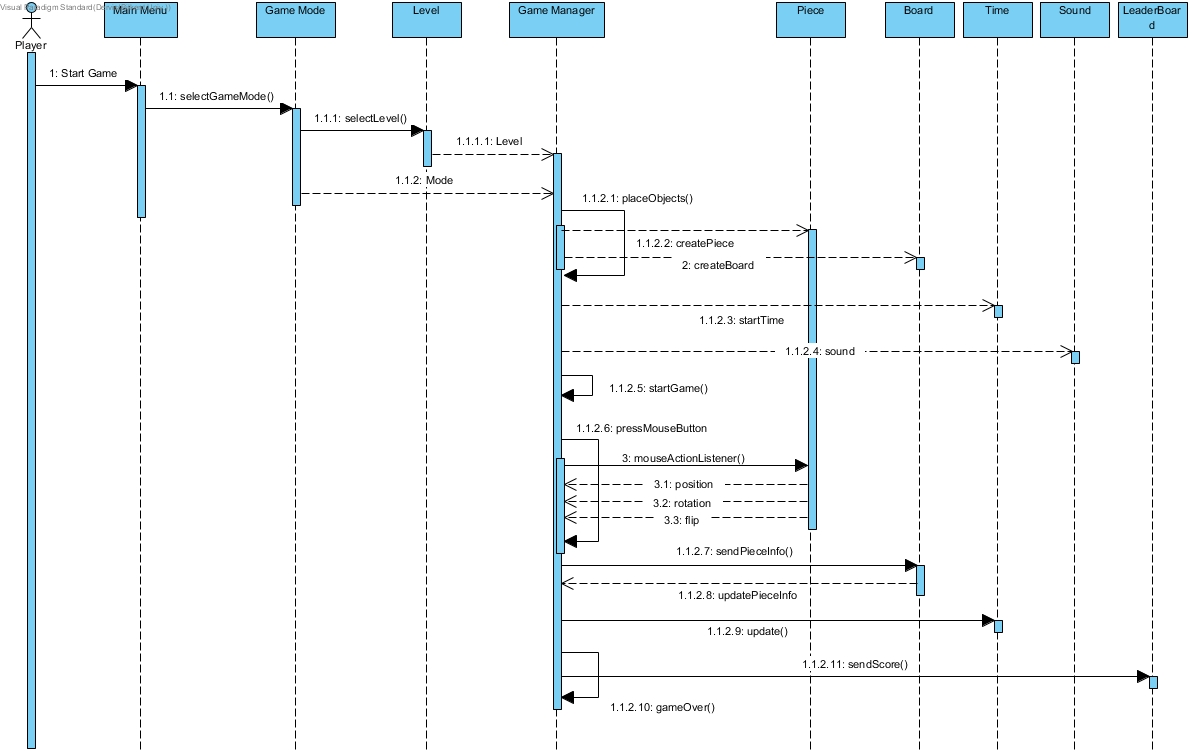 Visual Paradigm Standard(
Main Menu
Game Mode
Level
Game Manager
Piece
Board
Time
Sound
LeaderBoar
d
Player
1: Start Game
1.1: selectGameMode()
1.1.1: selectLevel()
1.1.1.1: Level
1.1.2: Mode
1.1.2.1: placeObjects()
1.1.2.2: createPiece
2: createBoard
1.1.2.3: startTime
1.1.2.4: sound
1.1.2.5: startGame()
1.1.2.6: pressMouseButton
3: mouseActionListener()
3.1: position
3.2: rotation
3.3: flip
1.1.2.7: sendPieceInfo()
1.1.2.8: updatePieceInfo
1.1.2.9: update()
1.1.2.11: sendScore()
1.1.2.10: gameOver()